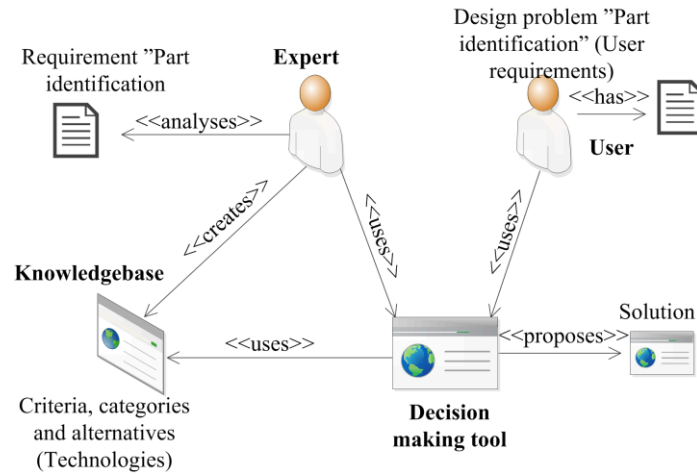 Design problem ”Part
identification” (User
requirements)
Requirement ”Part
identification
Expert
<<has>>
<<analyses>>
User
<<creates>>
<<uses>>
<<uses>>
Knowledgebase
Solution
<<uses>>
<<proposes>>
Criteria, categories
and alternatives
(Technologies)
Decision
making tool